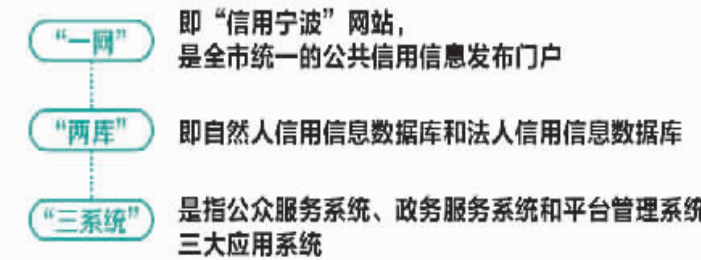 “一网”
即“信用宁波”网站，
是全市统一的公共信用信息发布门户
“两库”
即自然人信用信息数据库和法人信用信息数据库
“三系统”
是指公众服务系统、政务服务系统和平台管理系统
三大应用系统